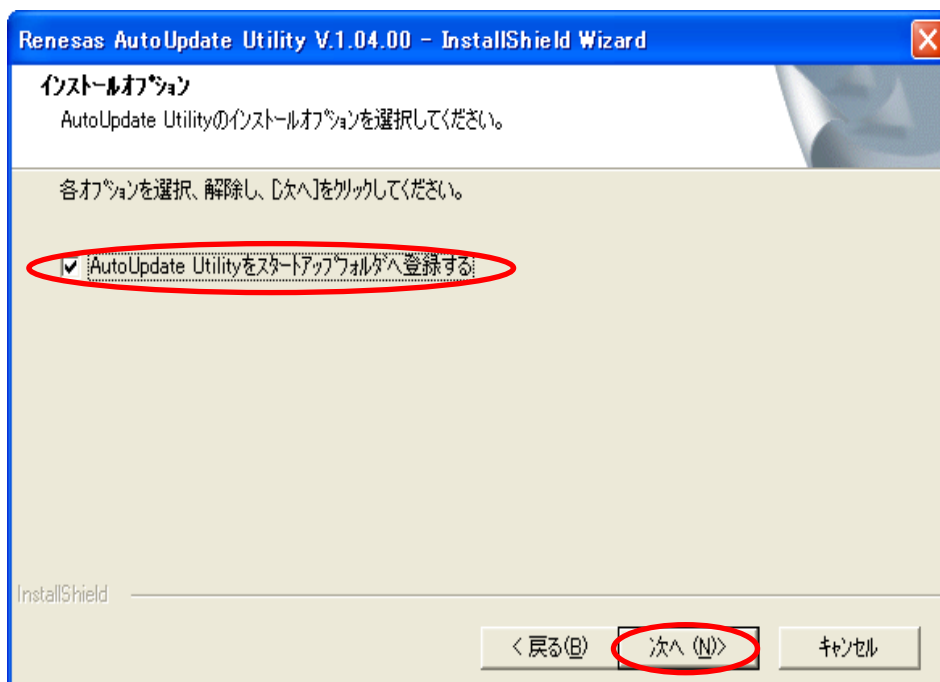 Renesas AutoUpdate Utility V.1.04.00 - InstallShield Wizard
インストールオプション
AutoUpdate Utilityのインストールオプションを選択してください。
各オプションを選択、解除し、[次へ]をクリックしてください。
AutoUpdate Utilityをスタートアップフォルダへ登録する
InstallShield
< 戻る(B)
次へ (N)>
キャンセル